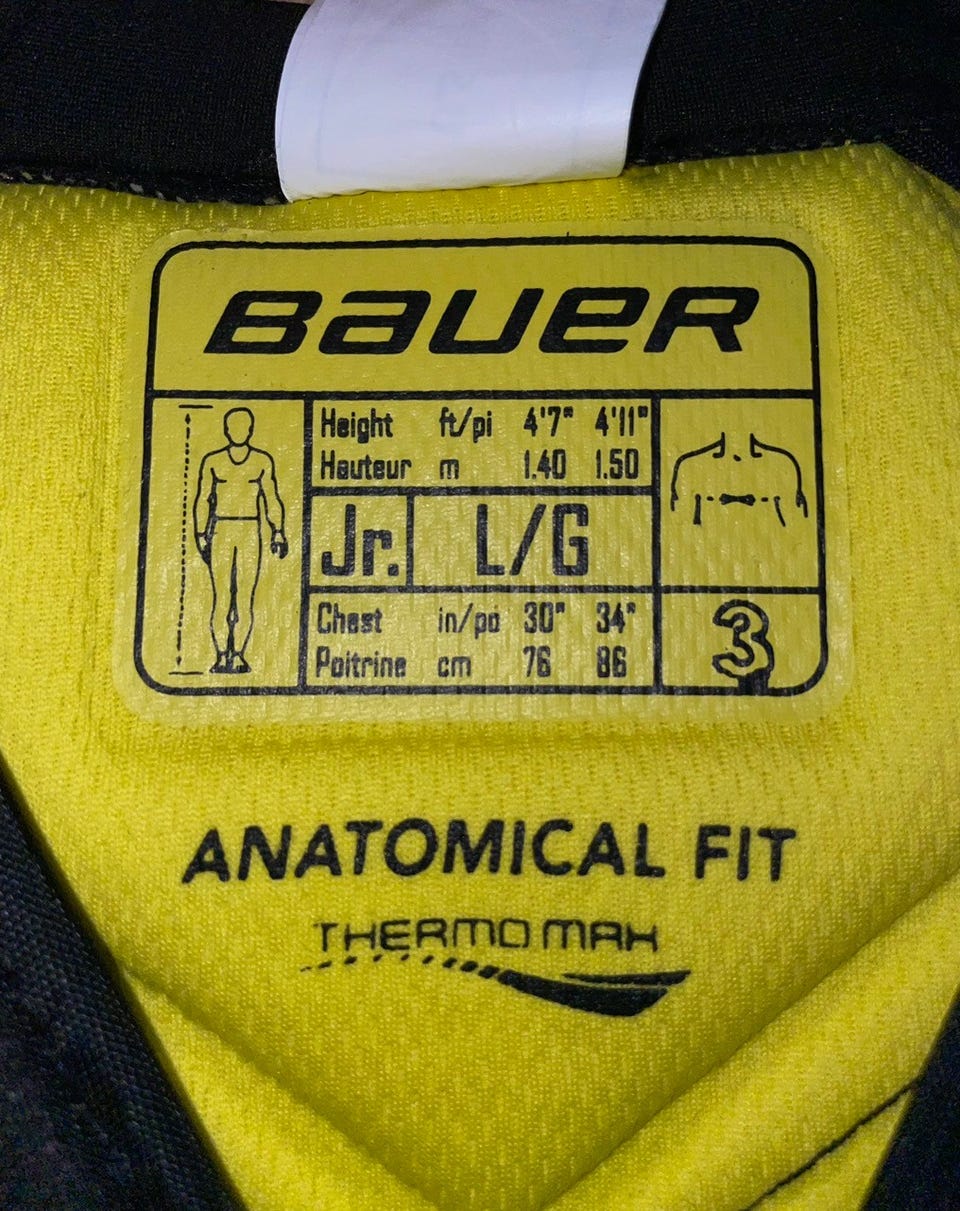 BAUER
Height ft/pi 4'7" 4'11"
Hauteur m 1.40 1.50
Jr. L/G
Chest in/po 30" 34"
Poitrine cm 76 86
3
ANATOMICAL FIT
THERMO MAX